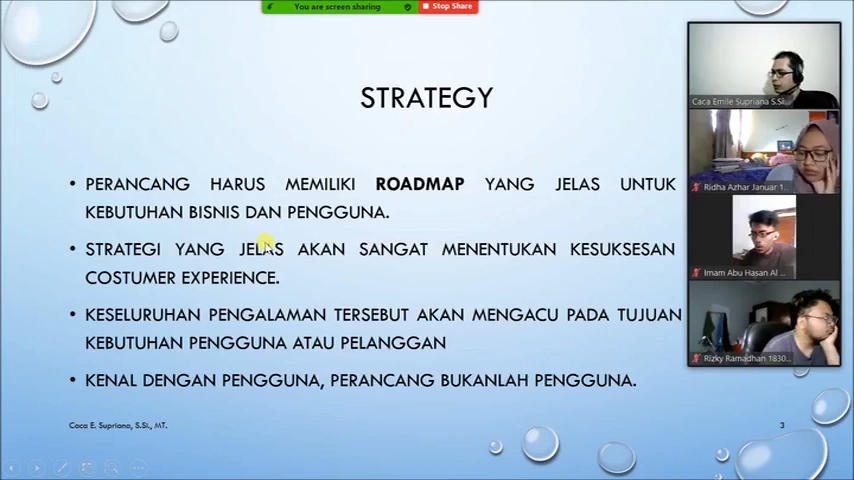 You are screen sharing
Stop Share
STRATEGY
• PERANCANG HARUS MEMILIKI ROADMAP YANG JELAS UNTUK
KEBUTUHAN BISNIS DAN PENGGUNA.
• STRATEGI YANG JELAS AKAN SANGAT MENENTUKAN KESUKSESAN
COSTUMER EXPERIENCE.
• KESELURUHAN PENGALAMAN TERSEBUT AKAN MENGACU PADA TUJUAN
KEBUTUHAN PENGGUNA ATAU PELANGGAN
• KENAL DENGAN PENGGUNA, PERANCANG BUKANLAH PENGGUNA.
Caca E. Supriana, S.Si., MT.
3
Caca Emile Supriana S.Si...
Ridha Azhar Januar 1...
Imam Abu Hasan Al ...
Rizky Ramadhan 1830...